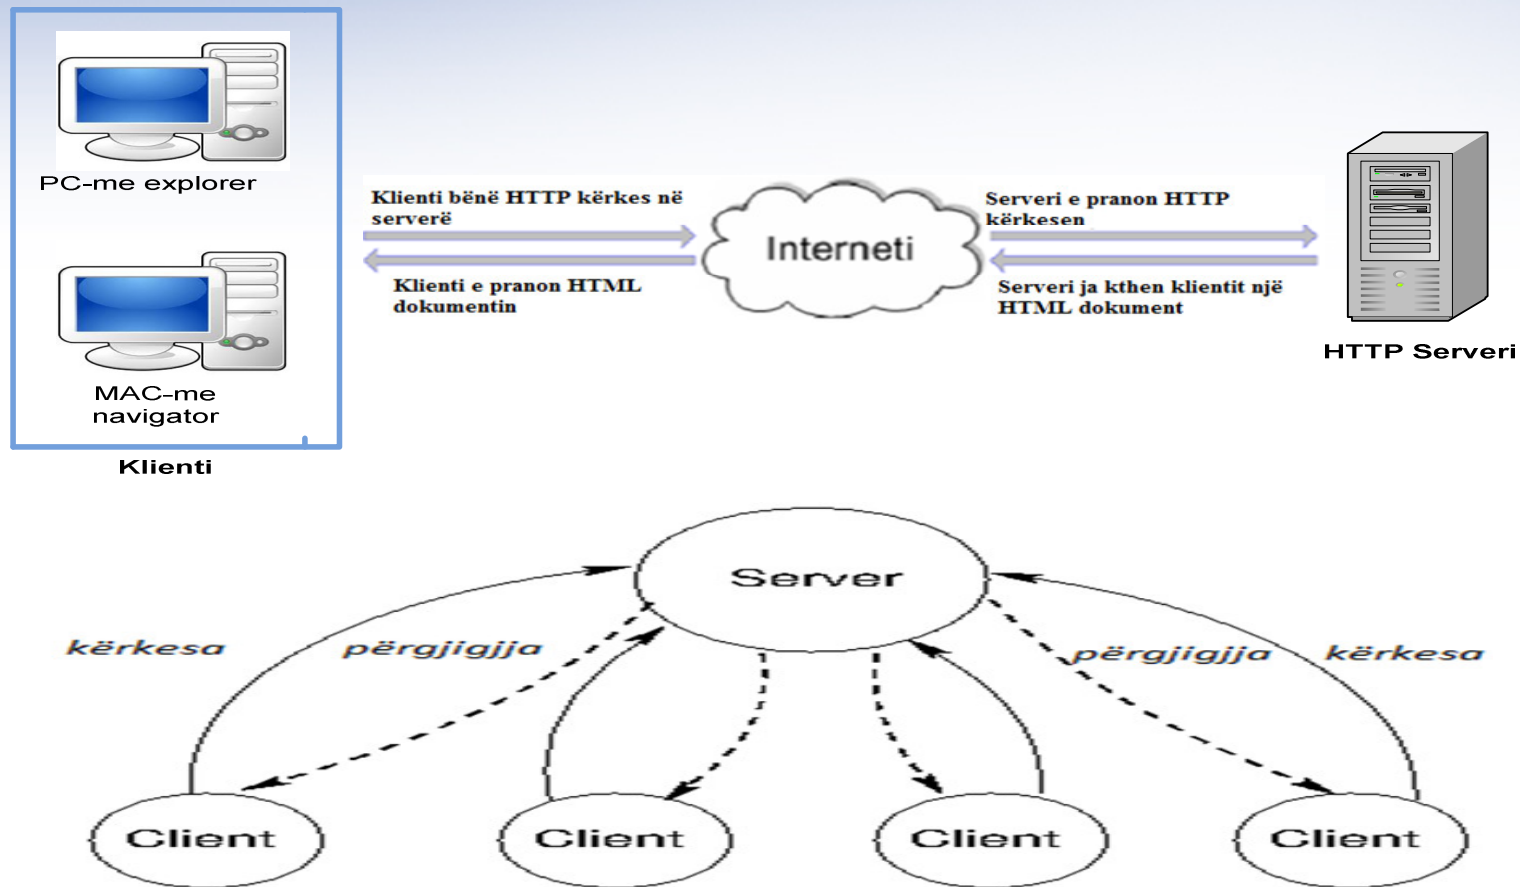 PC-me explorer
MAC-me
navigator
Klienti
Klienti bënë HTTP kërkes në
serverë
Klienti e pranon HTML
dokumentin
Interneti
Serveri e pranon HTTP
kërkesen
Serveri ja kthen klientit një
HTML dokument
HTTP Serveri
Server
kërkesa
përgjigjja
përgjigjja
kërkesa
Client
Client
Client
Client